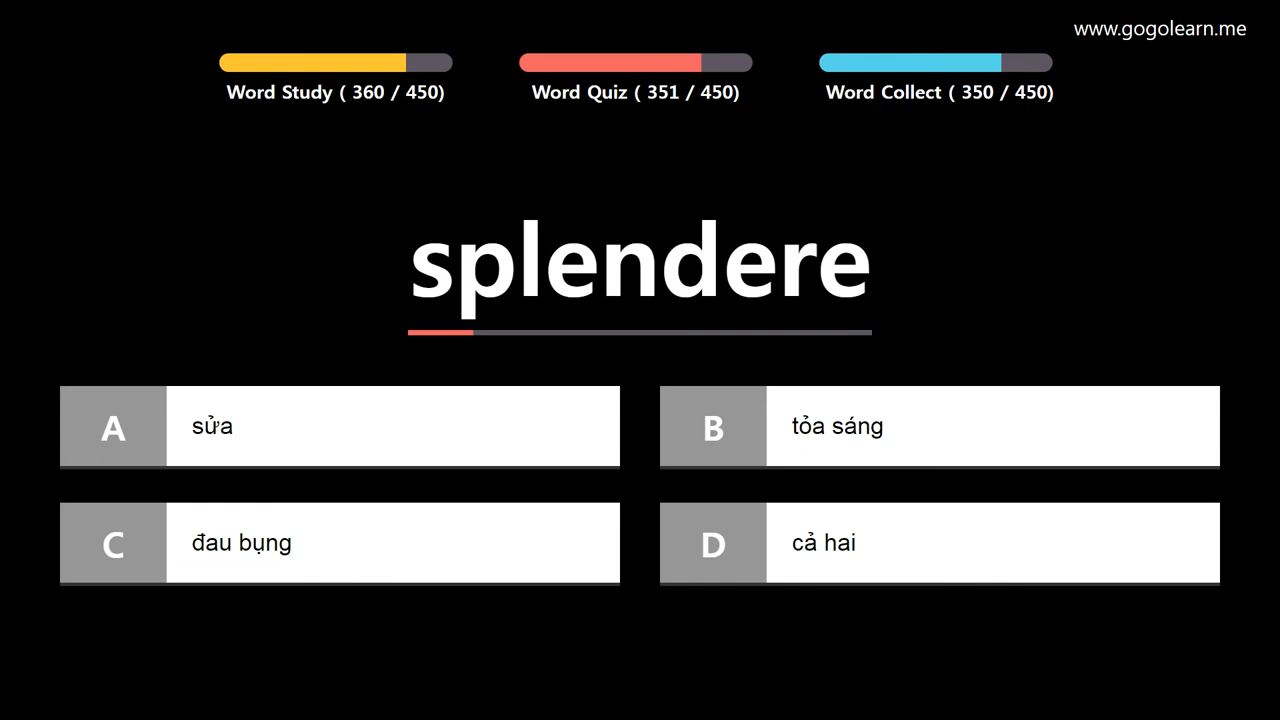 www.gogolearn.me
Word Study ( 360 / 450)
Word Quiz ( 351 / 450)
Word Collect ( 350 / 450)
splendere
A sửa
B tỏa sáng
C đau bụng
D cả hai